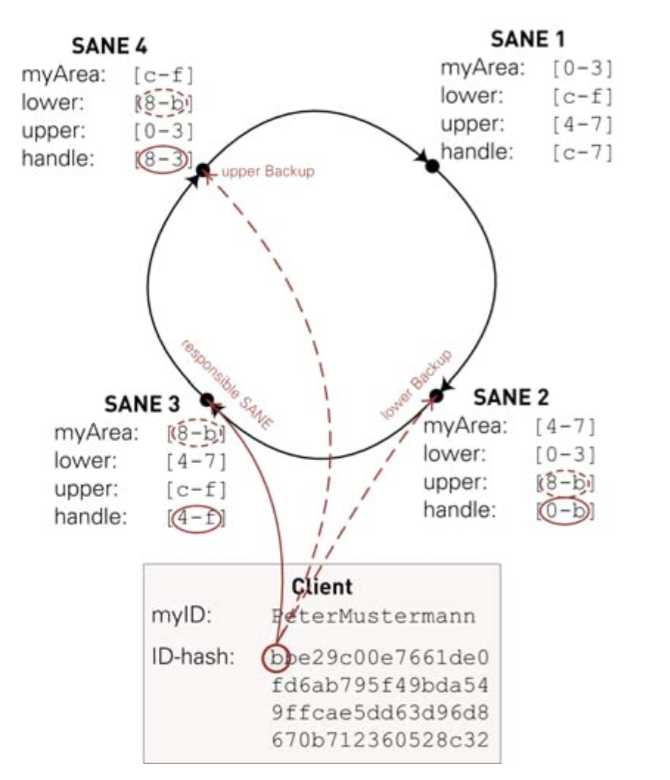 SANE 4
myArea: [c-f]
lower: [8-b]
upper: [0-3]
handle: [8-3]
SANE 1
myArea: [0-3]
lower: [c-f]
upper: [4-7]
handle: [c-7]
upper Backup
responsible SANE
lower Backup
SANE 3
myArea: [8-b]
lower: [4-7]
upper: [c-f]
handle: [4-f]
SANE 2
myArea: [4-7]
lower: [0-3]
upper: [8-b]
handle: [0-b]
Client
myID: PeterMustermann
ID-hash: bbe29c00e7661de0
fd6ab795f49bda54
9ffcae5dd63d96d8
670b712360528c32